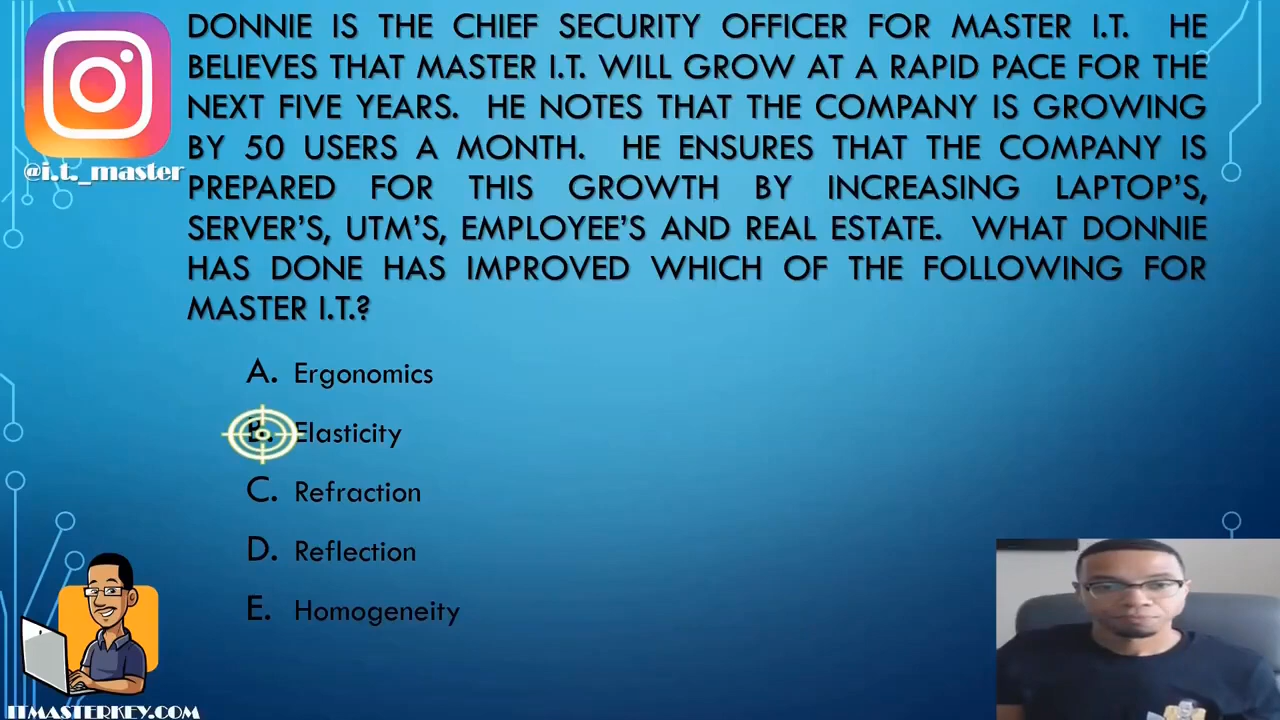 DONNIE IS THE CHIEF SECURITY OFFICER FOR MASTER I.T. HE
BELIEVES THAT MASTER I.T. WILL GROW AT A RAPID PACE FOR THE
NEXT FIVE YEARS. HE NOTES THAT THE COMPANY IS GROWING
BY 50 USERS A MONTH. HE ENSURES THAT THE COMPANY IS
@i.t._master
PREPARED FOR THIS GROWTH BY INCREASING LAPTOP'S,
SERVER'S, UTM'S, EMPLOYEE'S AND REAL ESTATE. WHAT DONNIE
HAS DONE HAS IMPROVED WHICH OF THE FOLLOWING FOR
MASTER I.T.?
A. Ergonomics
B. Elasticity
C. Refraction
D. Reflection
E. Homogeneity
ITMASTERKEY.COM